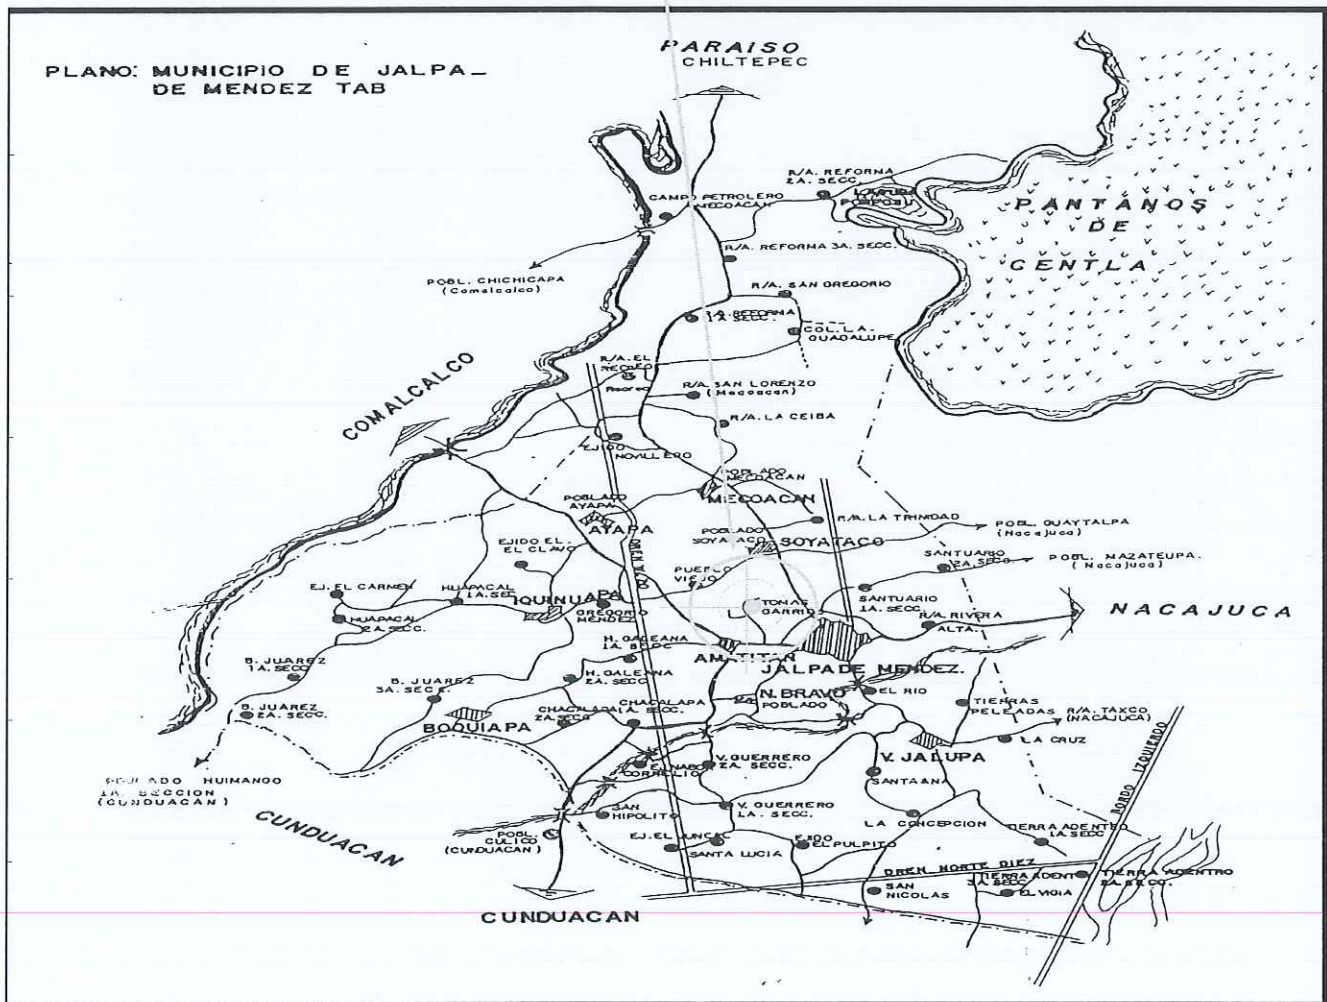 PLANO: MUNICIPIO DE JALPA_
DE MENDEZ TAB
PARAISO
CHILTEPEC
R/A. REFORMA
2A. SECC.
CAMPO PETROLERO
MECOACAN
PANTANOS
DE
CENTLA
R/A. REFORMA 3A. SECC.
POBL. CHICHICAPA
(Comalcalco)
R/A. SAN GREGORIO
R/A. REFORMA
1A. SECC.
COL. LA.
GUADALUPE
COMALCALCO
R/A. EL
RECREO
R/A. SAN LORENZO
(Mecoacan)
R/A. LA CEIBA
EJIDO
NOVILLERO
POBLADO
MECOACAN
MECOACAN
POBLADO
AYAPA
AYAPA
R/A. LA TRINIDAD
POBL. GUAYTALPA
(Nacajuca)
POBLADO
SOYATACO
SOYATACO
EJIDO EL.
EL CLAVO
SANTUARIO
2A. SECC.
POBL. MAZATEUPA.
(Nacajuca)
PUEBLO
VIEJO
EJ. EL CARMEN
HUAPACAL
1A. SEC
IQUINUAPA
GREGORIO
MENDEZ
TOMAS
GARRIDO
SANTUARIO
1A. SECC.
NACAJUCA
HUAPACAL
2A. SECC.
R/A. RIVERA
ALTA.
H. GALEANA
1A. SECC
AMATITAN
JALPA DE MENDEZ.
B. JUAREZ
1A. SECC
B. JUAREZ
3A. SECC.
H. GALEANA
2A. SECC.
N. BRAVO
POBLADO
EL RIO
B. JUAREZ
2A. SECC.
BOQUIAPA
CHACALAPA
2A. SECC
CHACALAPA
1A. SECC.
TIERRAS
PELEADAS
R/A. TAXCO
(NACAJUCA)
LA CRUZ
V. JALUPA
POBLADO HUIMANGO
1A. SECCION
(CUNDUACAN)
EJ. NABOR
CORNELIO
V. GUERRERO
2A. SECC.
SANTA ANA
BORDO IZQUIERDO
CUNDUACAN
SAN
HIPOLITO
V. GUERRERO
1A. SECC.
LA CONCEPCION
TIERRA ADENTRO
1A. SECC
POBL.
CULICO
(CUNDUACAN)
EJ. EL JUNCAL
SANTA LUCIA
EJIDO
EL PULPITO
DREN NORTE DIEZ
TIERRA ADENT
3A. SECC
EL VIGIA
TIERRA ADENTRO
SAN
NICOLAS
CUNDUACAN